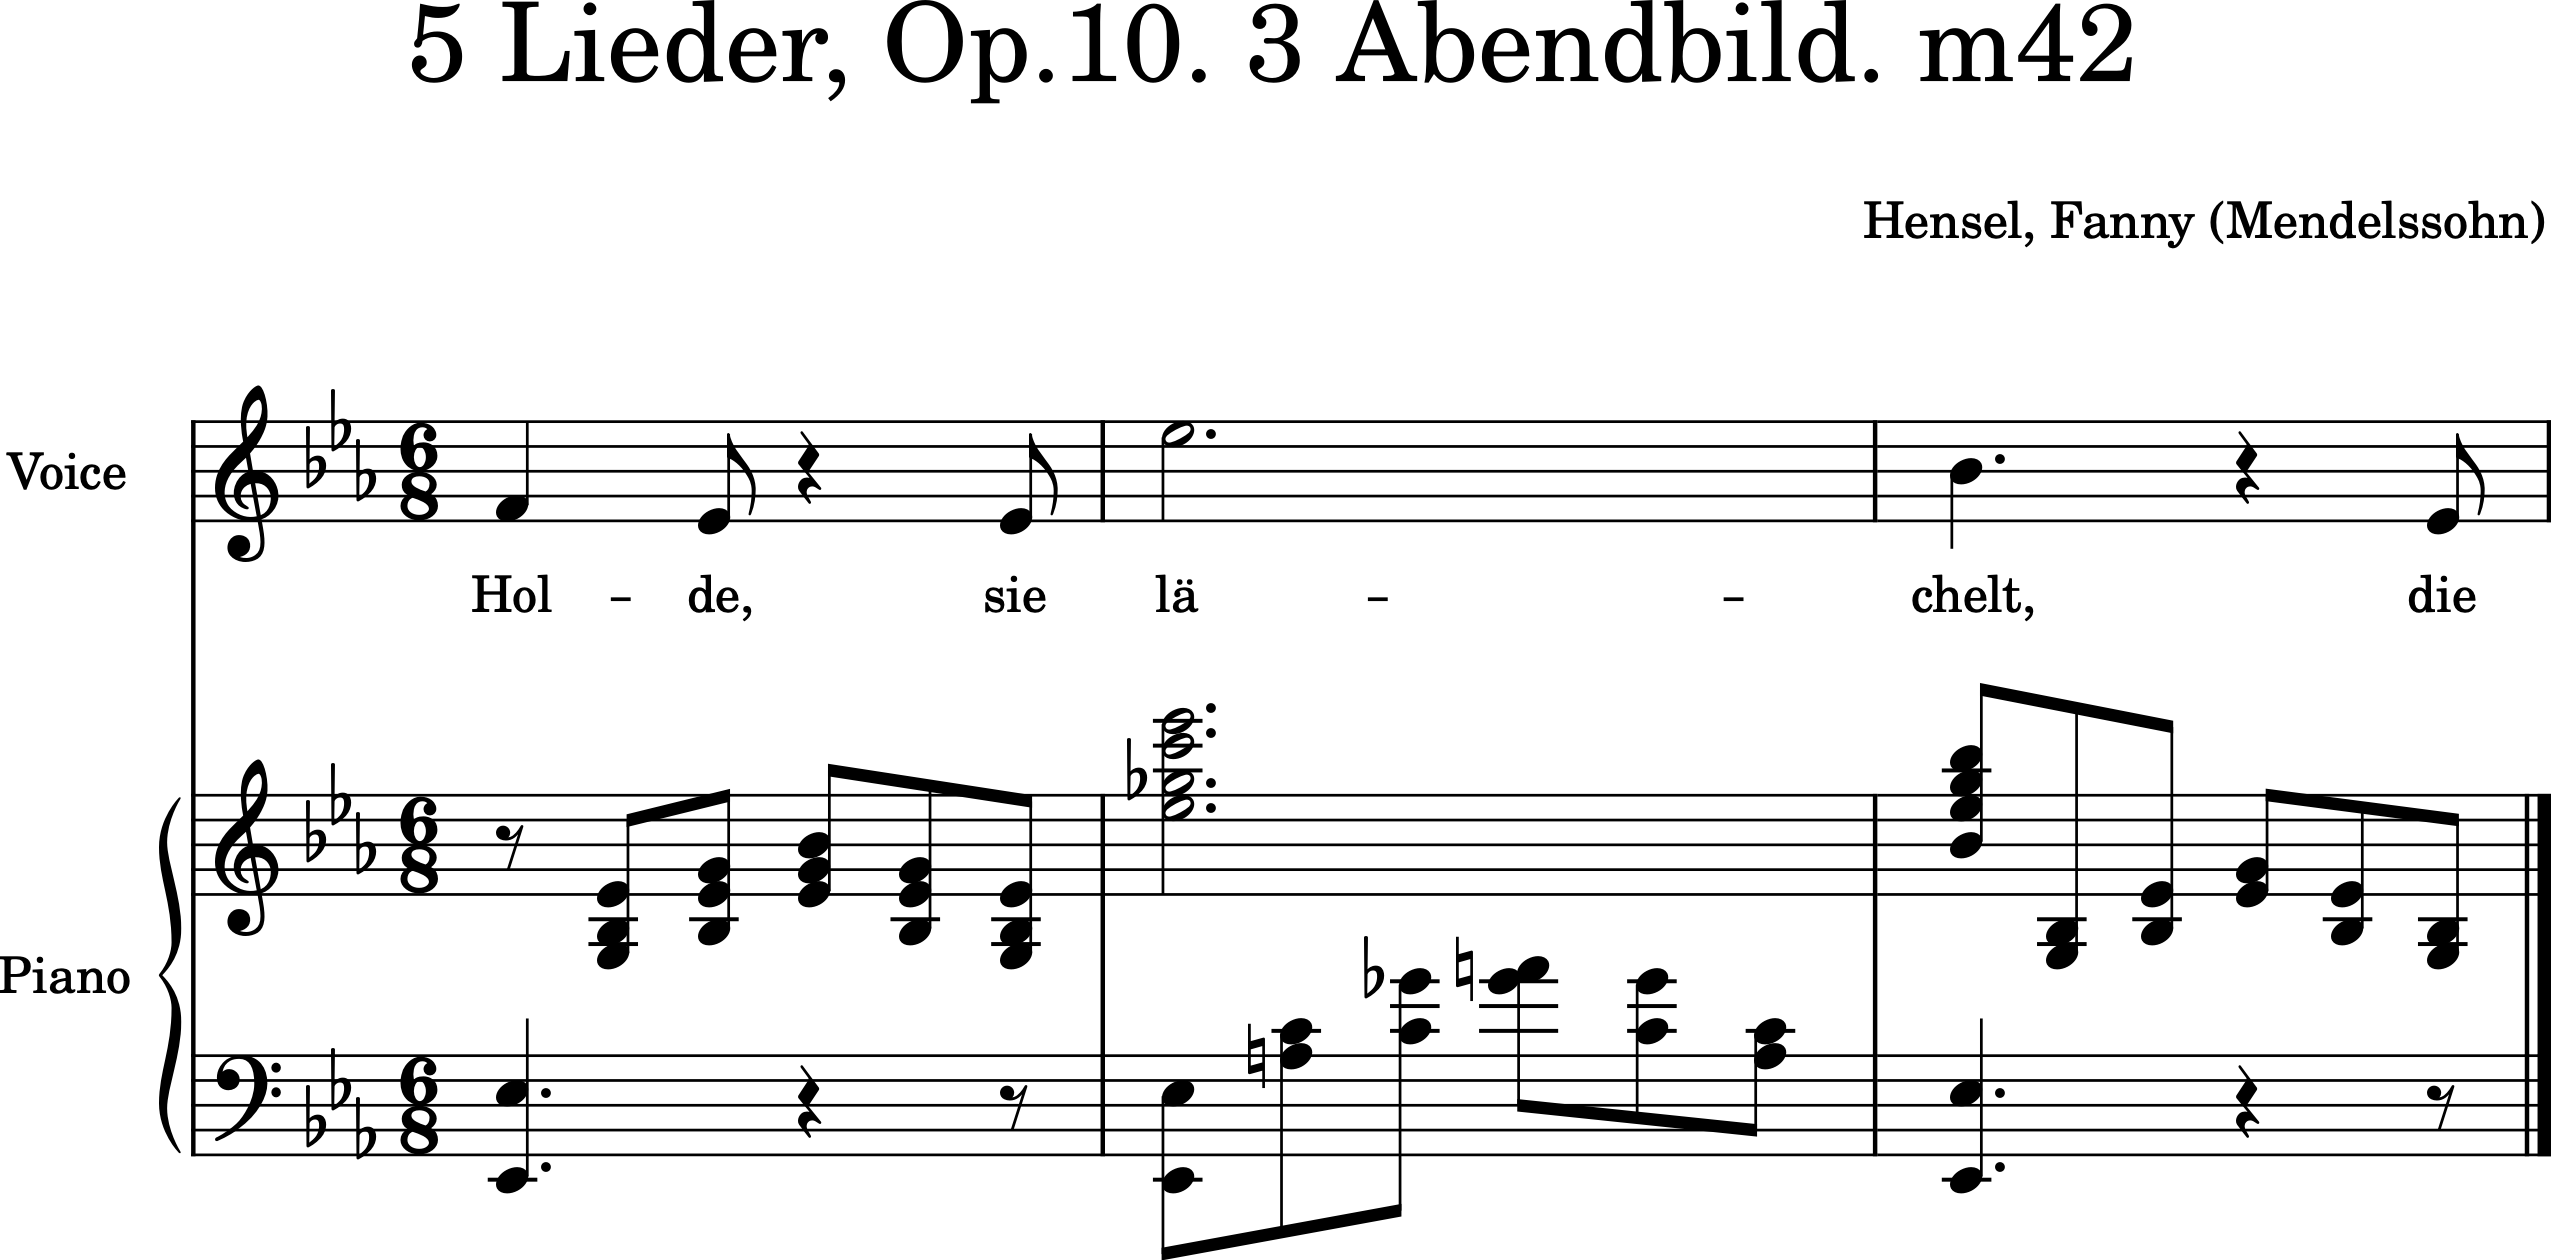 5 Lieder, Op.10. 3 Abendbild. m42
Hensel, Fanny (Mendelssohn)
Voice
Hol – de, sie lä – – chelt, die
Piano